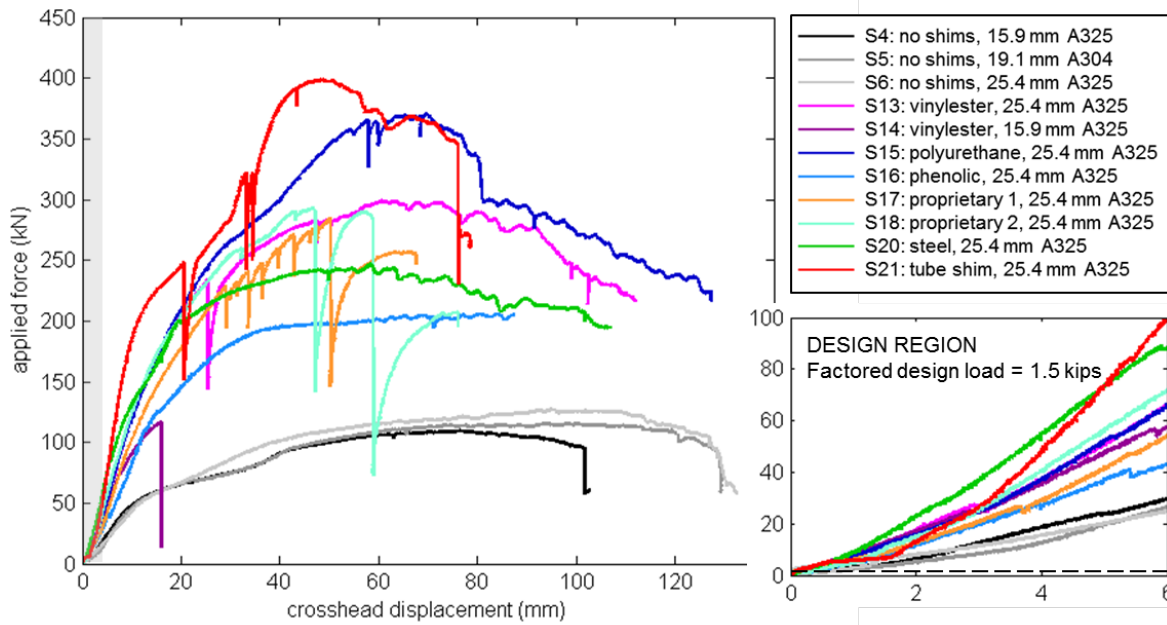 450
400
350
300
250
200
150
100
50
0
applied force (kN)
0 20 40 60 80 100 120
crosshead displacement (mm)
S4: no shims, 15.9 mm A325
S5: no shims, 19.1 mm A304
S6: no shims, 25.4 mm A325
S13: vinylester, 25.4 mm A325
S14: vinylester, 15.9 mm A325
S15: polyurethane, 25.4 mm A325
S16: phenolic, 25.4 mm A325
S17: proprietary 1, 25.4 mm A325
S18: proprietary 2, 25.4 mm A325
S20: steel, 25.4 mm A325
S21: tube shim, 25.4 mm A325
DESIGN REGION
Factored design load = 1.5 kips
100
80
60
40
20
0
0 2 4 6